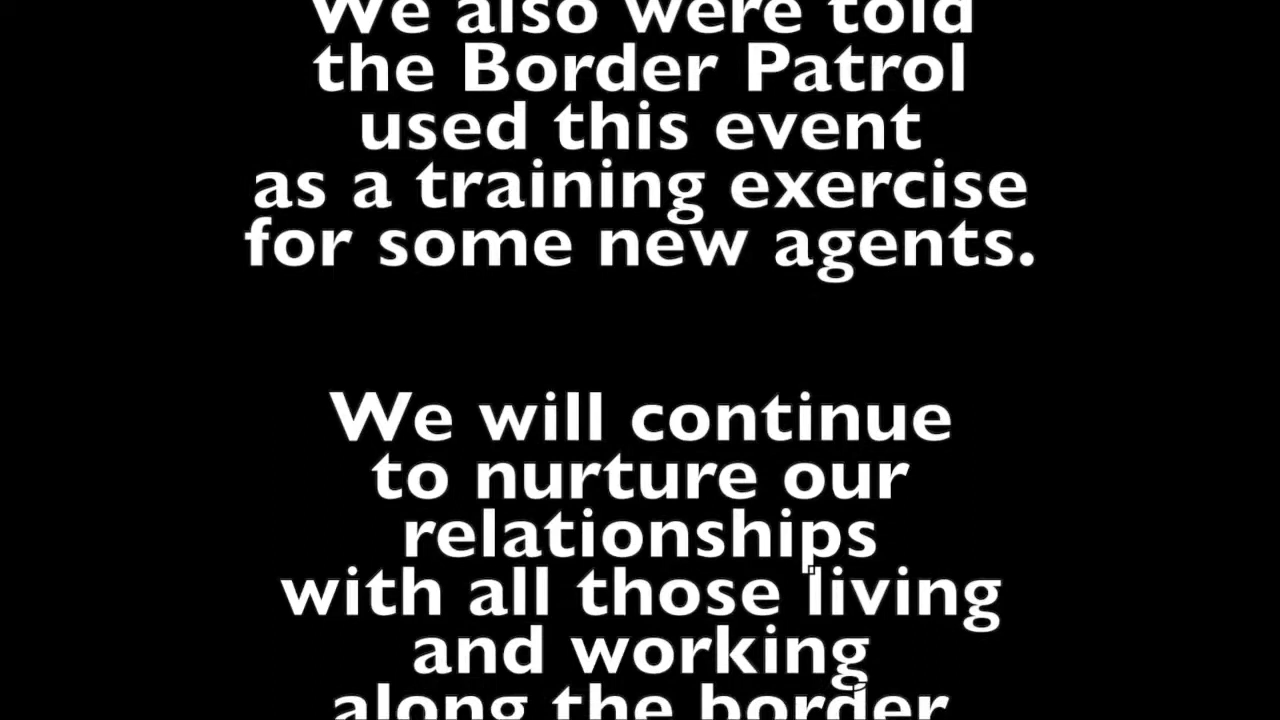 We also were told
the Border Patrol
used this event
as a training exercise
for some new agents.
We will continue
to nurture our
relationships
with all those living
and working
along the border